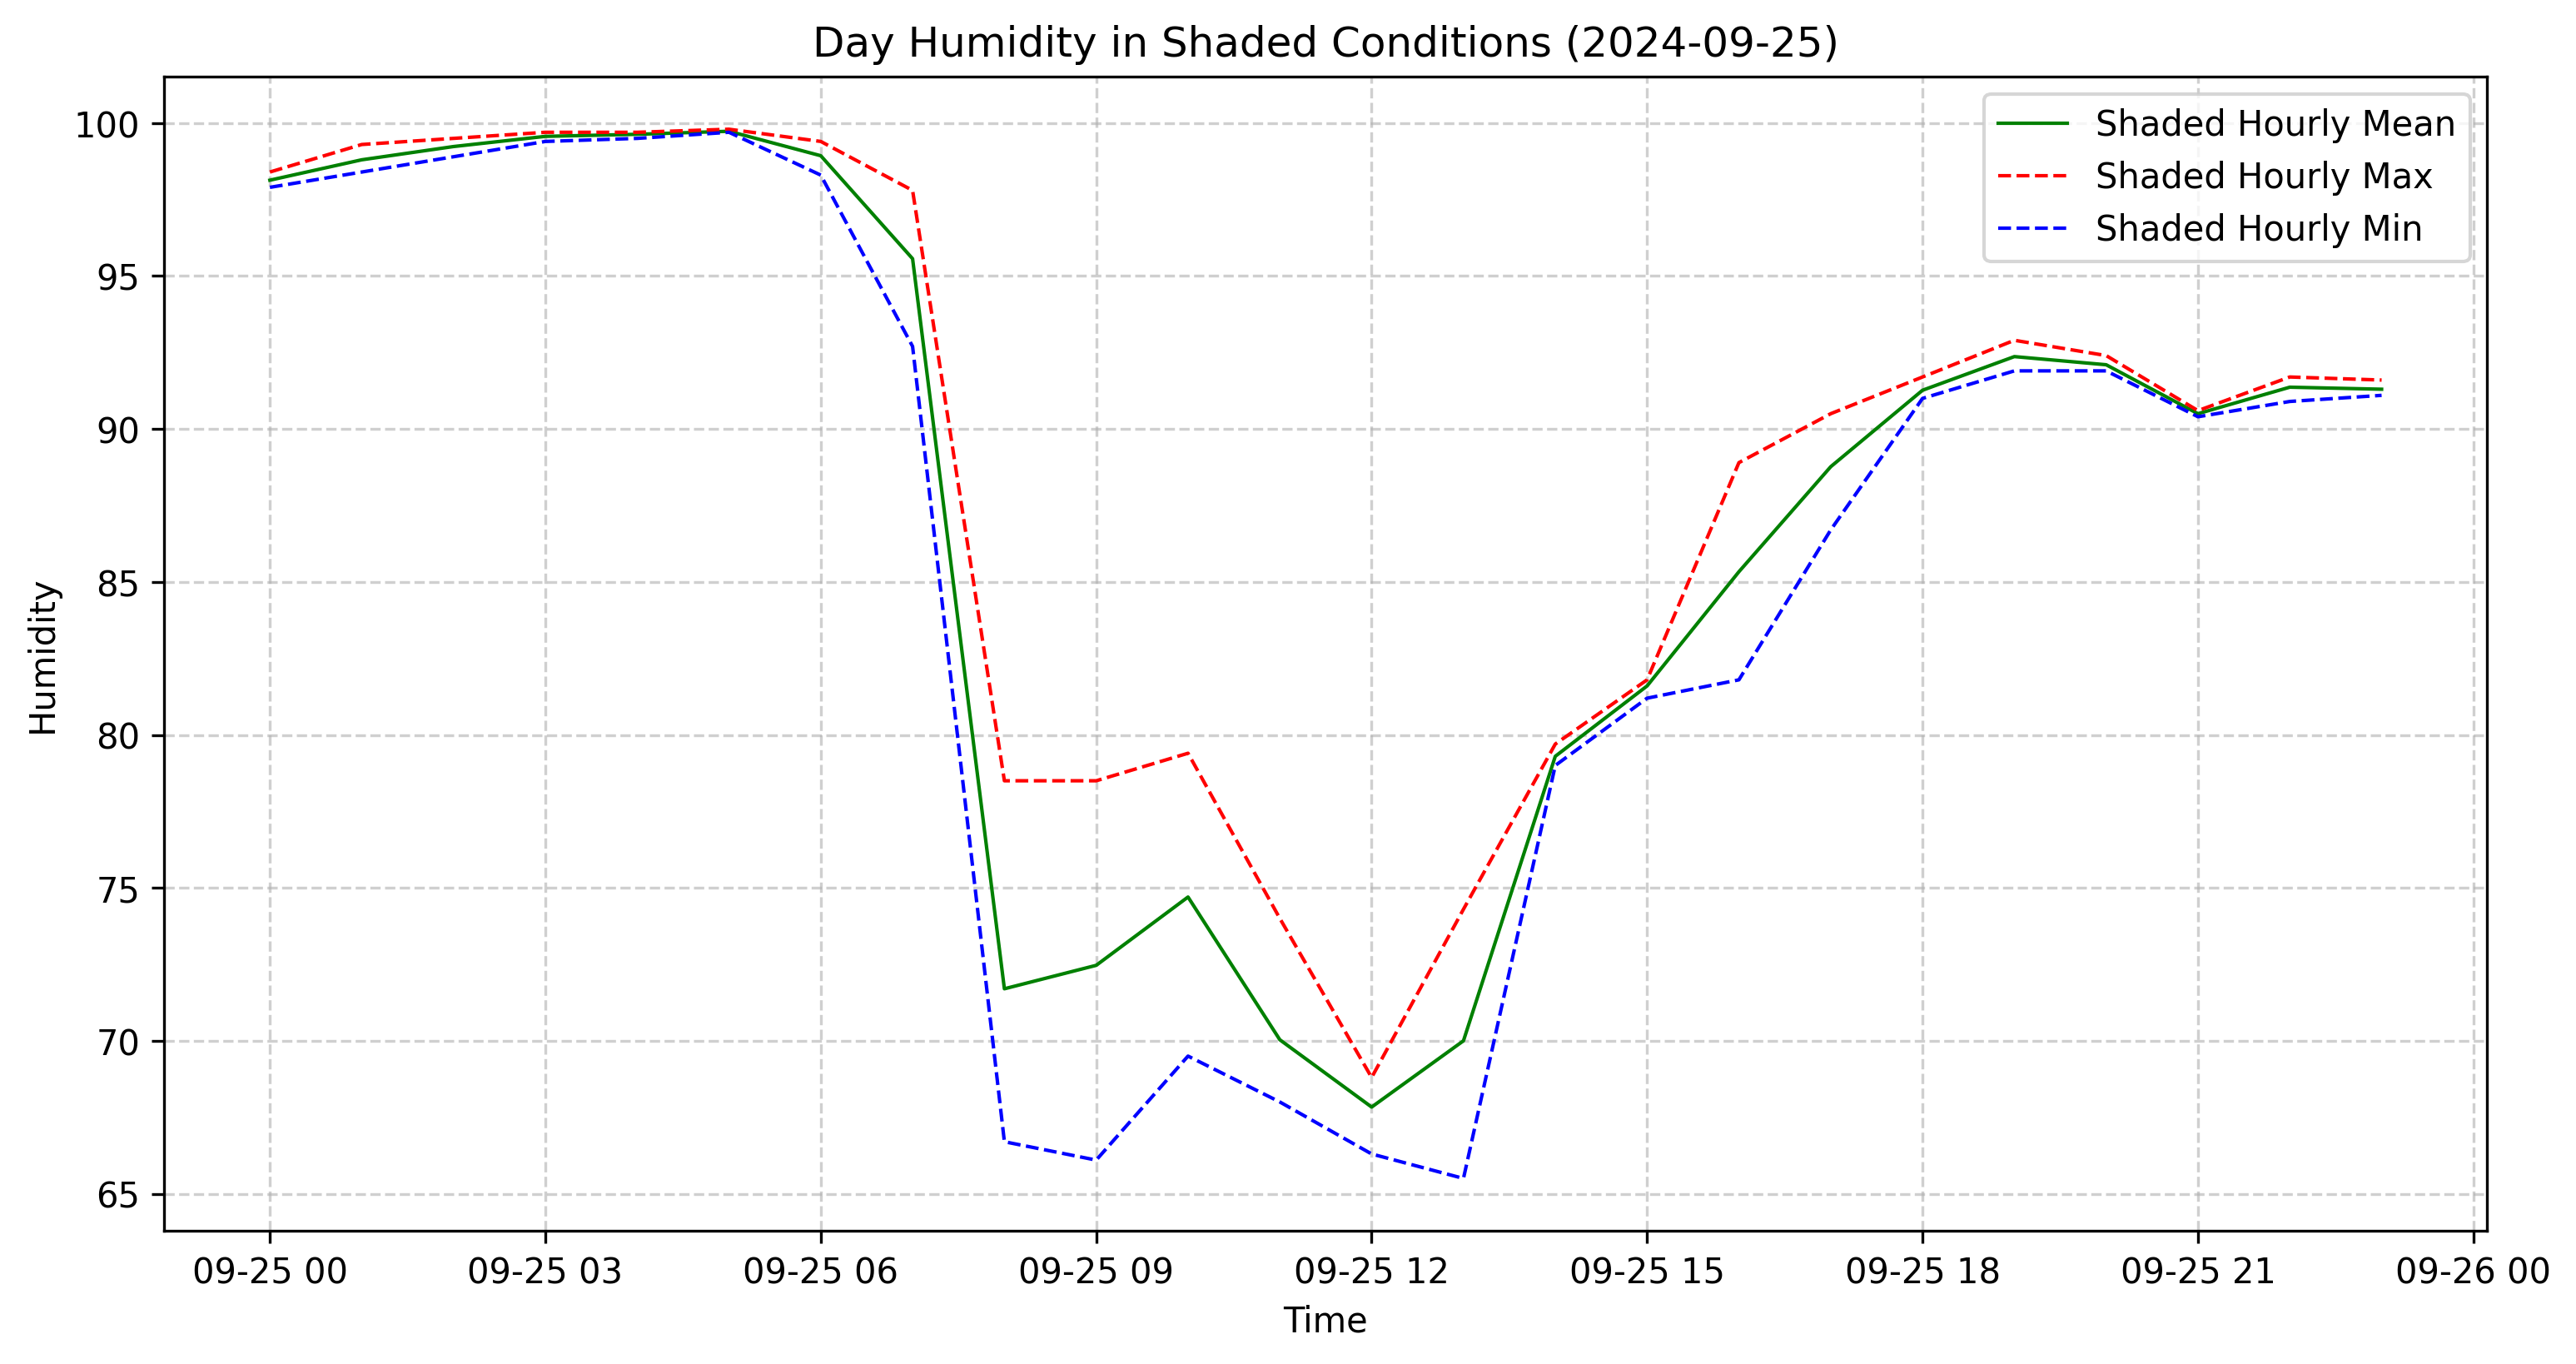 Day Humidity in Shaded Conditions (2024-09-25)
Shaded Hourly Mean
Shaded Hourly Max
Shaded Hourly Min
100
95
90
85
80
75
70
65
Humidity
09-25 00
09-25 03
09-25 06
09-25 09
09-25 12
09-25 15
09-25 18
09-25 21
09-26 00
Time